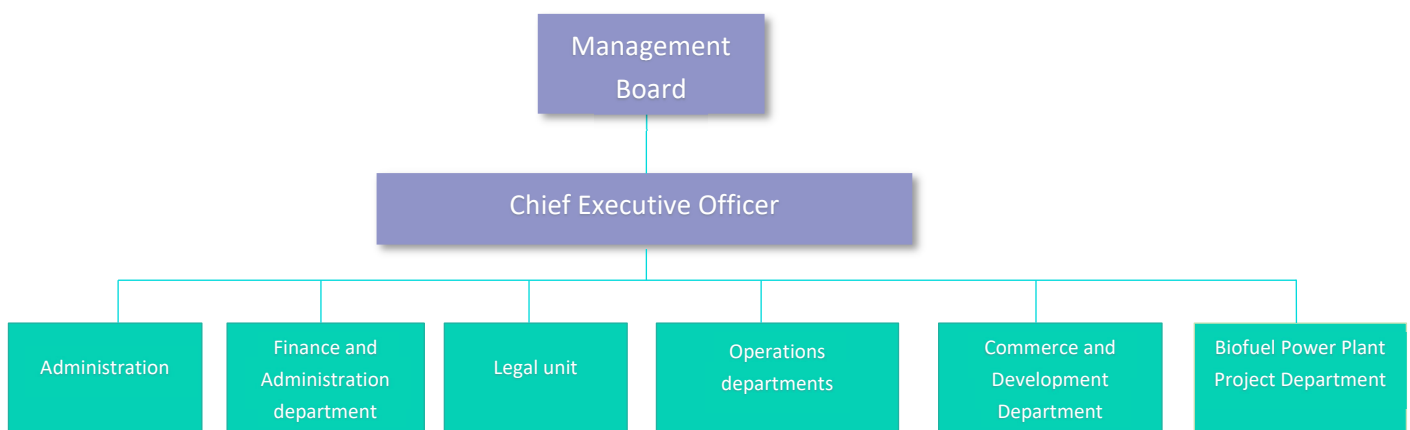 Management
Board
Chief Executive Officer
Administration
Finance and
Administration
department
Legal unit
Operations
departments
Commerce and
Development
Department
Biofuel Power Plant
Project Department